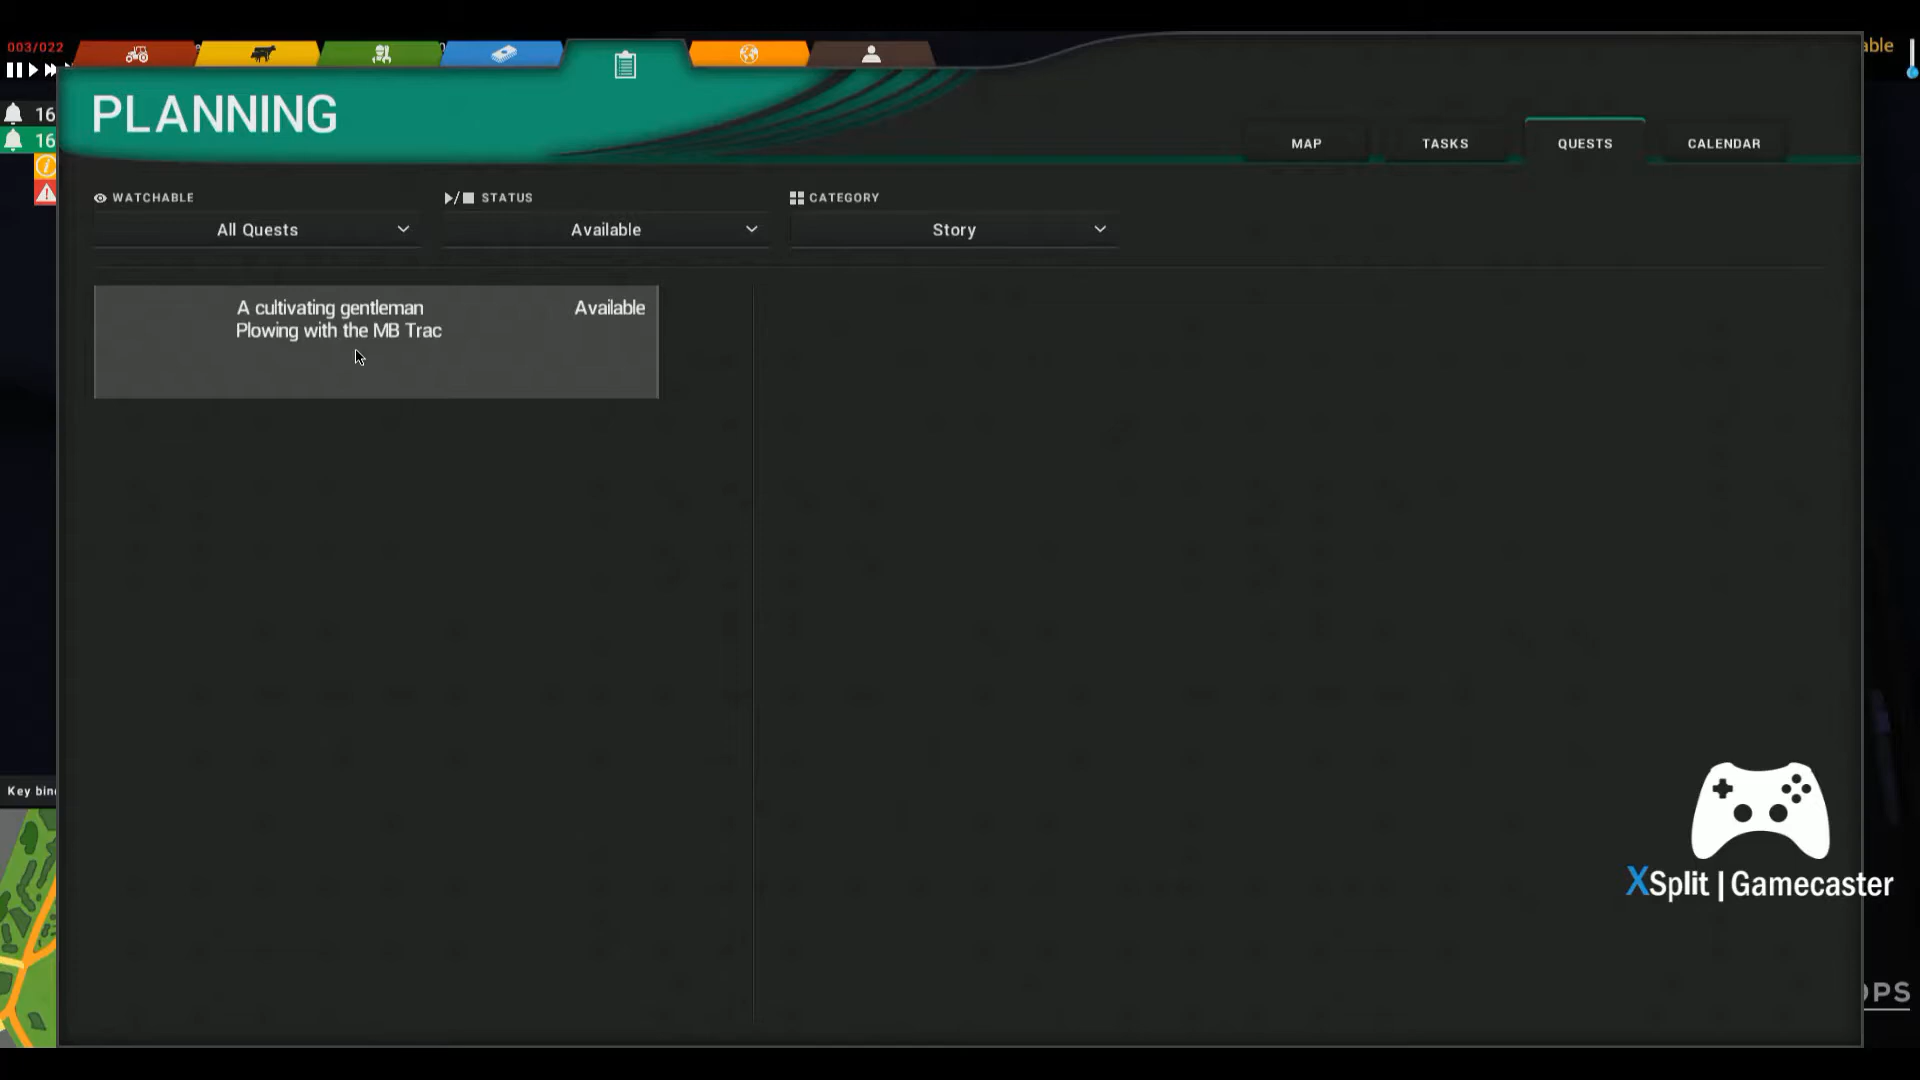 003/022
able
16
16
PLANNING
MAP TASKS QUESTS CALENDAR
WATCHABLE STATUS CATEGORY
All Quests Available Story
A cultivating gentleman Available
Plowing with the MB Trac
Key bin
XSplit | Gamecaster
OPS